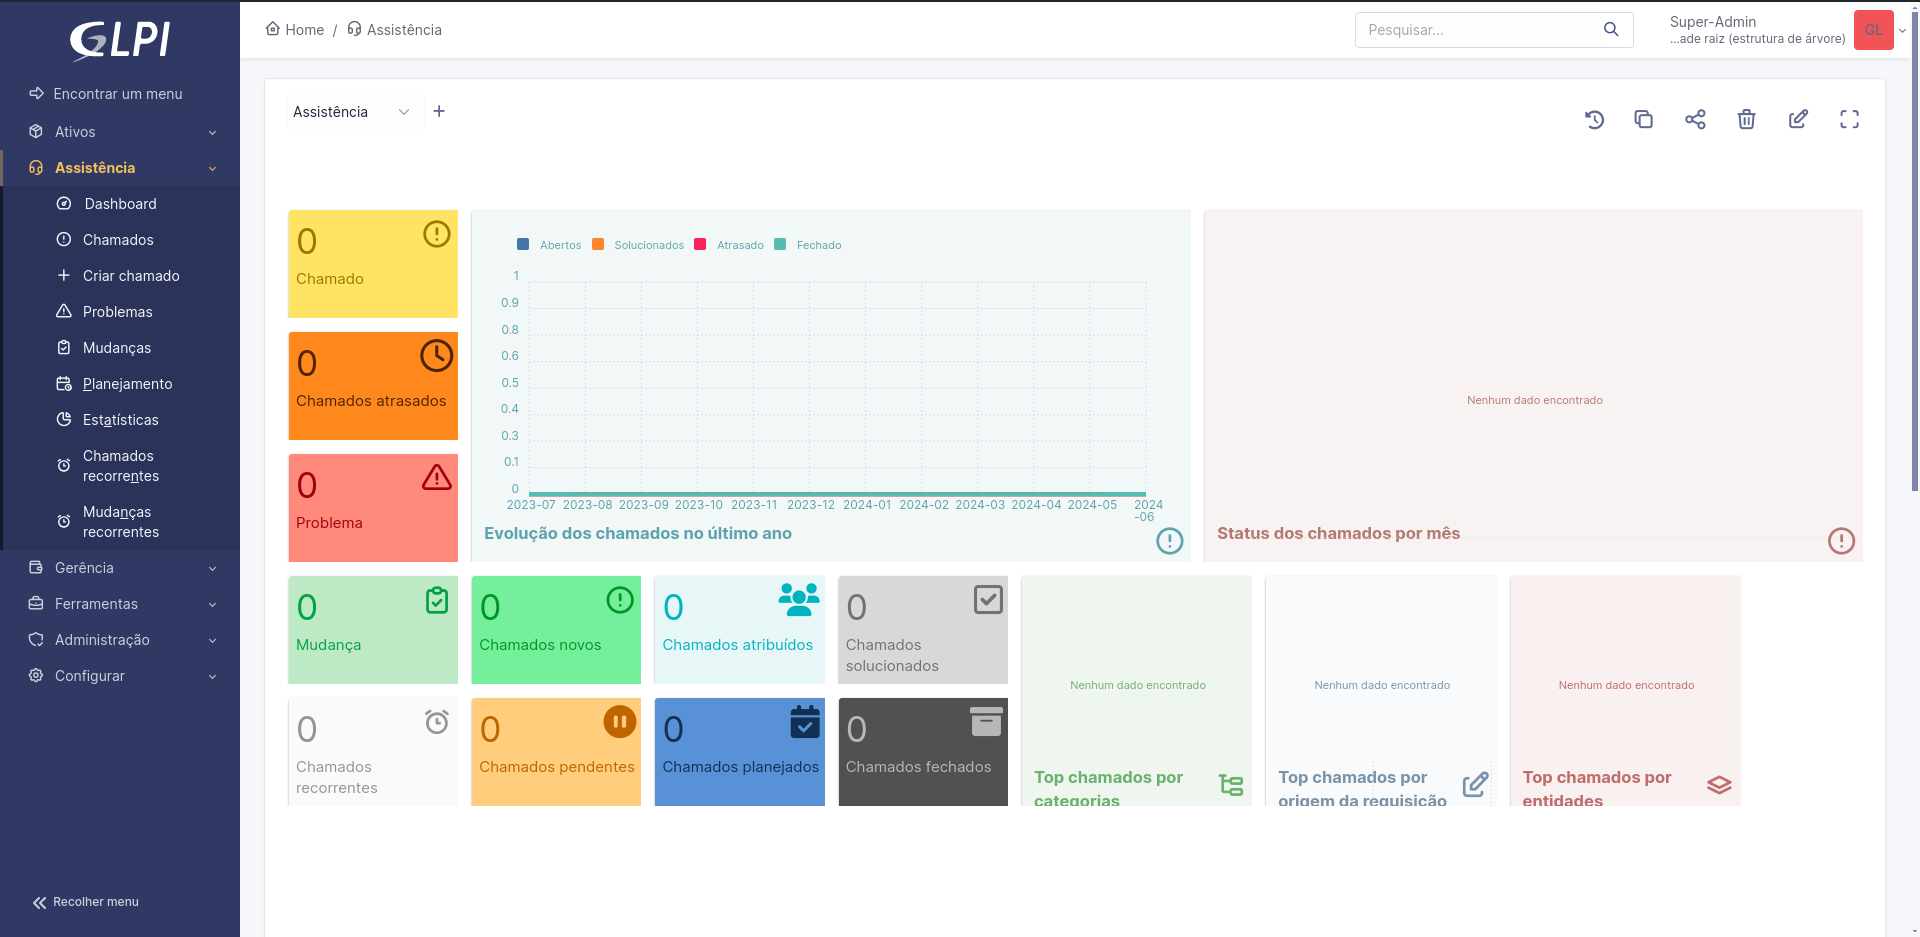 GLPI
Encontrar um menu
Ativos
Assistência
Dashboard
Chamados
Criar chamado
Problemas
Mudanças
Planejamento
Estatísticas
Chamados
recorrentes
Mudanças
recorrentes
Gerência
Ferramentas
Administração
Configurar
Recolher menu
Home / Assistência
Pesquisar...
Super-Admin
...ade raiz (estrutura de árvore)
GL
Assistência
0
Chamado
0
Chamados atrasados
0
Problema
Abertos Solucionados Atrasado Fechado
1
0.9
0.8
0.6
0.5
0.4
0.3
0.1
0
2023-07 2023-08 2023-09 2023-10 2023-11 2023-12 2024-01 2024-02 2024-03 2024-04 2024-05 2024
-06
Evolução dos chamados no último ano
Nenhum dado encontrado
Status dos chamados por mês
0
Mudança
0
Chamados novos
0
Chamados atribuídos
0
Chamados
solucionados
0
Chamados
recorrentes
0
Chamados pendentes
0
Chamados planejados
0
Chamados fechados
Nenhum dado encontrado
Top chamados por
categorias
Nenhum dado encontrado
Top chamados por
origem da requisição
Nenhum dado encontrado
Top chamados por
entidades